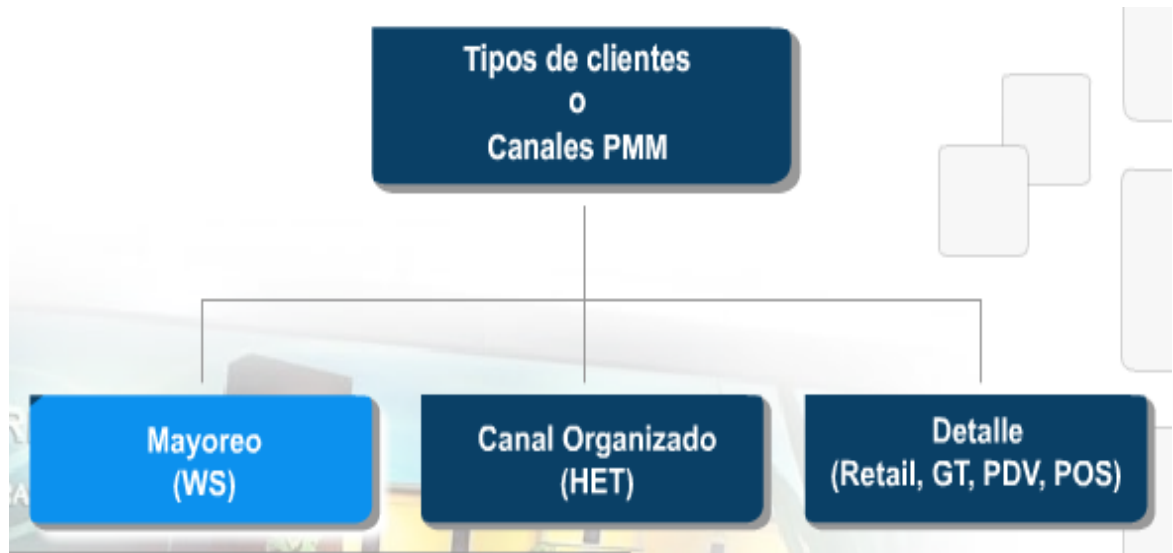 Tipos de clientes
o
Canales PMM
Mayoreo
(WS)
Canal Organizado
(HET)
Detalle
(Retail, GT, PDV, POS)